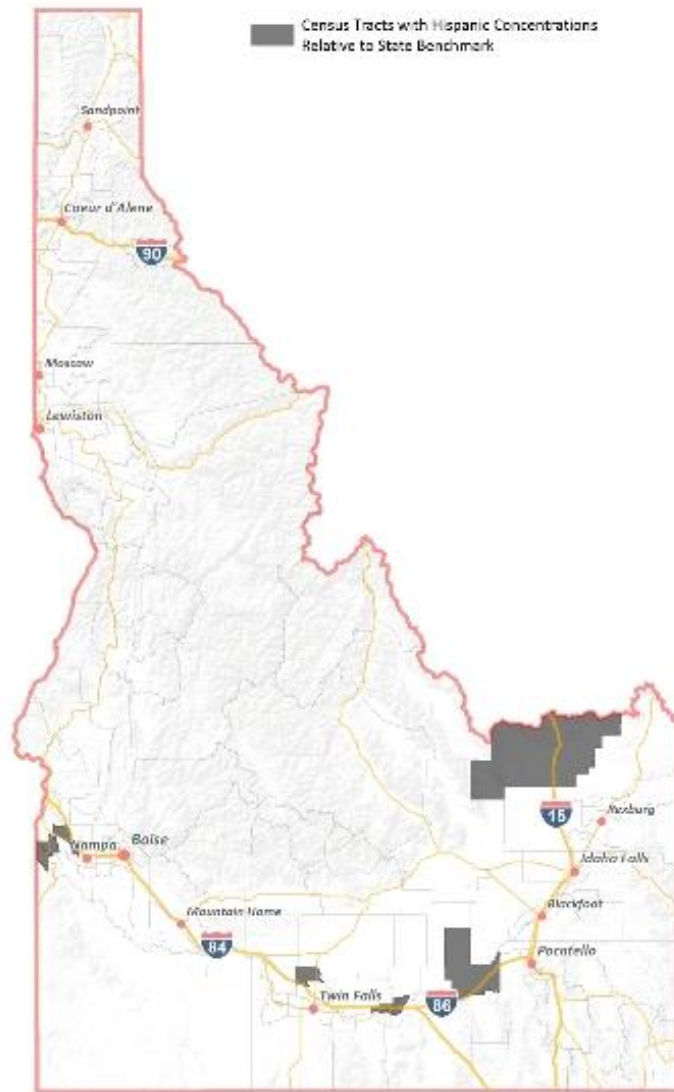 Census Tracts with Hispanic Concentrations
Relative to State Benchmark
Sandpoint
Coeur d'Alene
90
Moscow
Lewiston
15
Rexburg
Nampa
Boise
Idaho Falls
Mountain Home
Blackfoot
84
Pocatello
Twin Falls
86